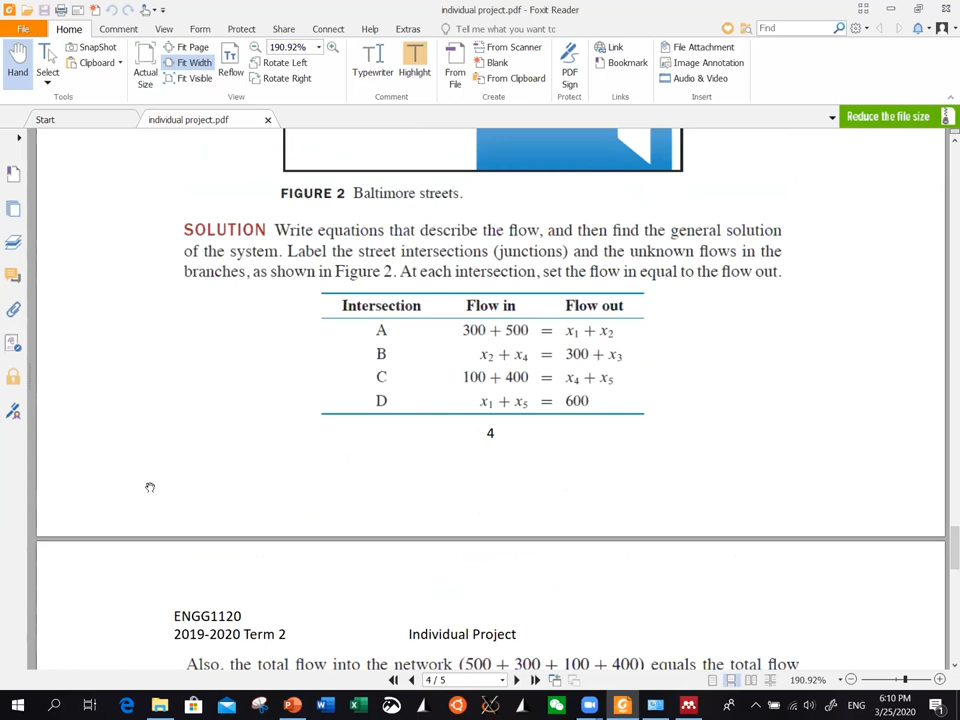 individual project.pdf - Foxit Reader
File Home Comment View Form Protect Share Connect Help Extras Tell me what you want to do... Find
Hand
Select
SnapShot
Clipboard
Tools
Actual Size
Fit Page
Fit Width
Fit Visible
Reflow
190.92%
Rotate Left
Rotate Right
View
Typewriter
Highlight
Comment
From File
From Scanner
Blank
From Clipboard
Create
PDF Sign
Protect
Link
Bookmark
Links
File Attachment
Image Annotation
Audio & Video
Insert
Start individual project.pdf Reduce the file size
FIGURE 2 Baltimore streets.
SOLUTION Write equations that describe the flow, and then find the general solution
of the system. Label the street intersections (junctions) and the unknown flows in the
branches, as shown in Figure 2. At each intersection, set the flow in equal to the flow out.
Intersection Flow in Flow out
A 300 + 500 = x₁ + x₂
B x₂ + x₄ = 300 + x₃
C 100 + 400 = x₄ + x₅
D x₁ + x₅ = 600
4
ENGG1120
2019-2020 Term 2 Individual Project
Also, the total flow into the network (500 + 300 + 100 + 400) equals the total flow
4 / 5 190.92%
ENG 6:10 PM
3/25/2020